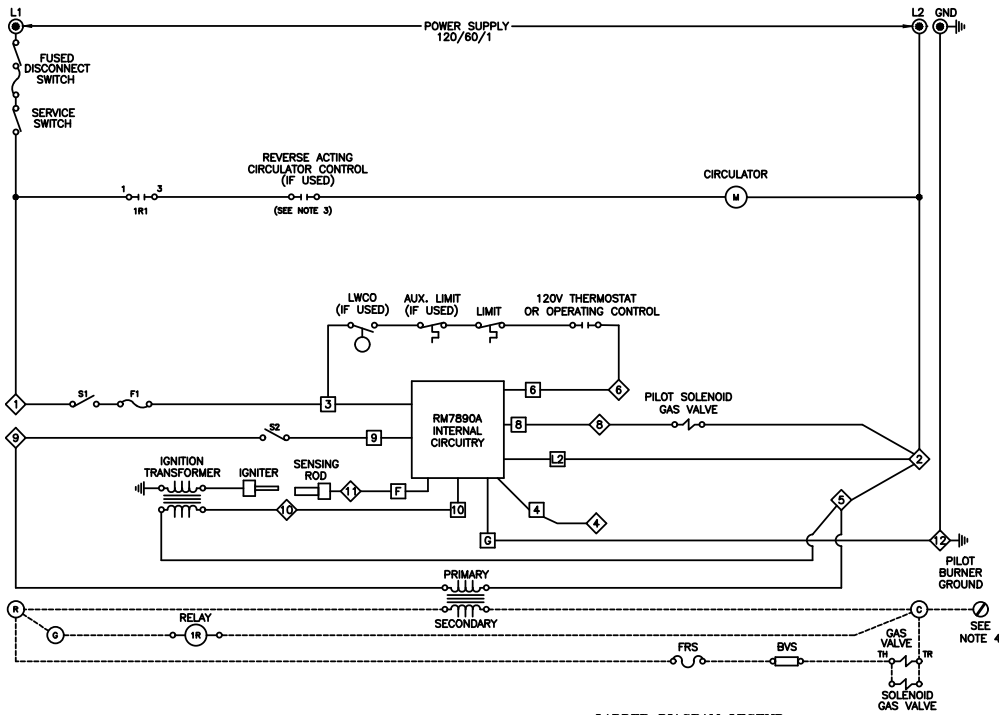 L1
L2 GND
POWER SUPPLY
120/60/1
FUSED
DISCONNECT
SWITCH
SERVICE
SWITCH
REVERSE ACTING
CIRCULATOR CONTROL
(IF USED)
CIRCULATOR
1 3
1R1
(SEE NOTE 3)
M
LWCO
(IF USED)
AUX. LIMIT
(IF USED)
LIMIT
120V THERMOSTAT
OR OPERATING CONTROL
1
S1
F1
3
6
6
PILOT SOLENOID
GAS VALVE
RM7890A
INTERNAL
CIRCUITRY
8
8
9
S2
9
L2
2
IGNITION
TRANSFORMER
IGNITER
SENSING
ROD
11
F
10
10
4
4
5
G
12
PILOT
BURNER
GROUND
PRIMARY
SECONDARY
R
C
SEE
NOTE 4
G
RELAY
1R
FRS
BVS
GAS
VALVE
TH
TR
SOLENOID
GAS VALVE